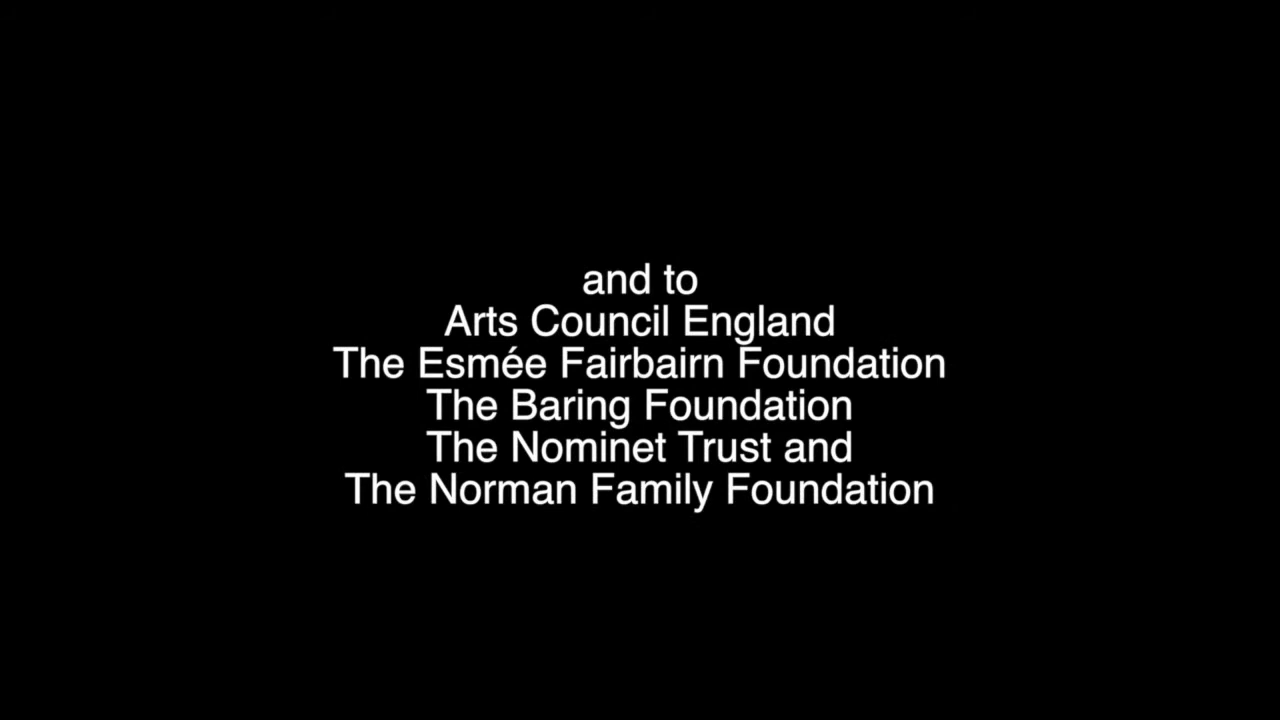 and to
Arts Council England
The Esmée Fairbairn Foundation
The Baring Foundation
The Nominet Trust and
The Norman Family Foundation